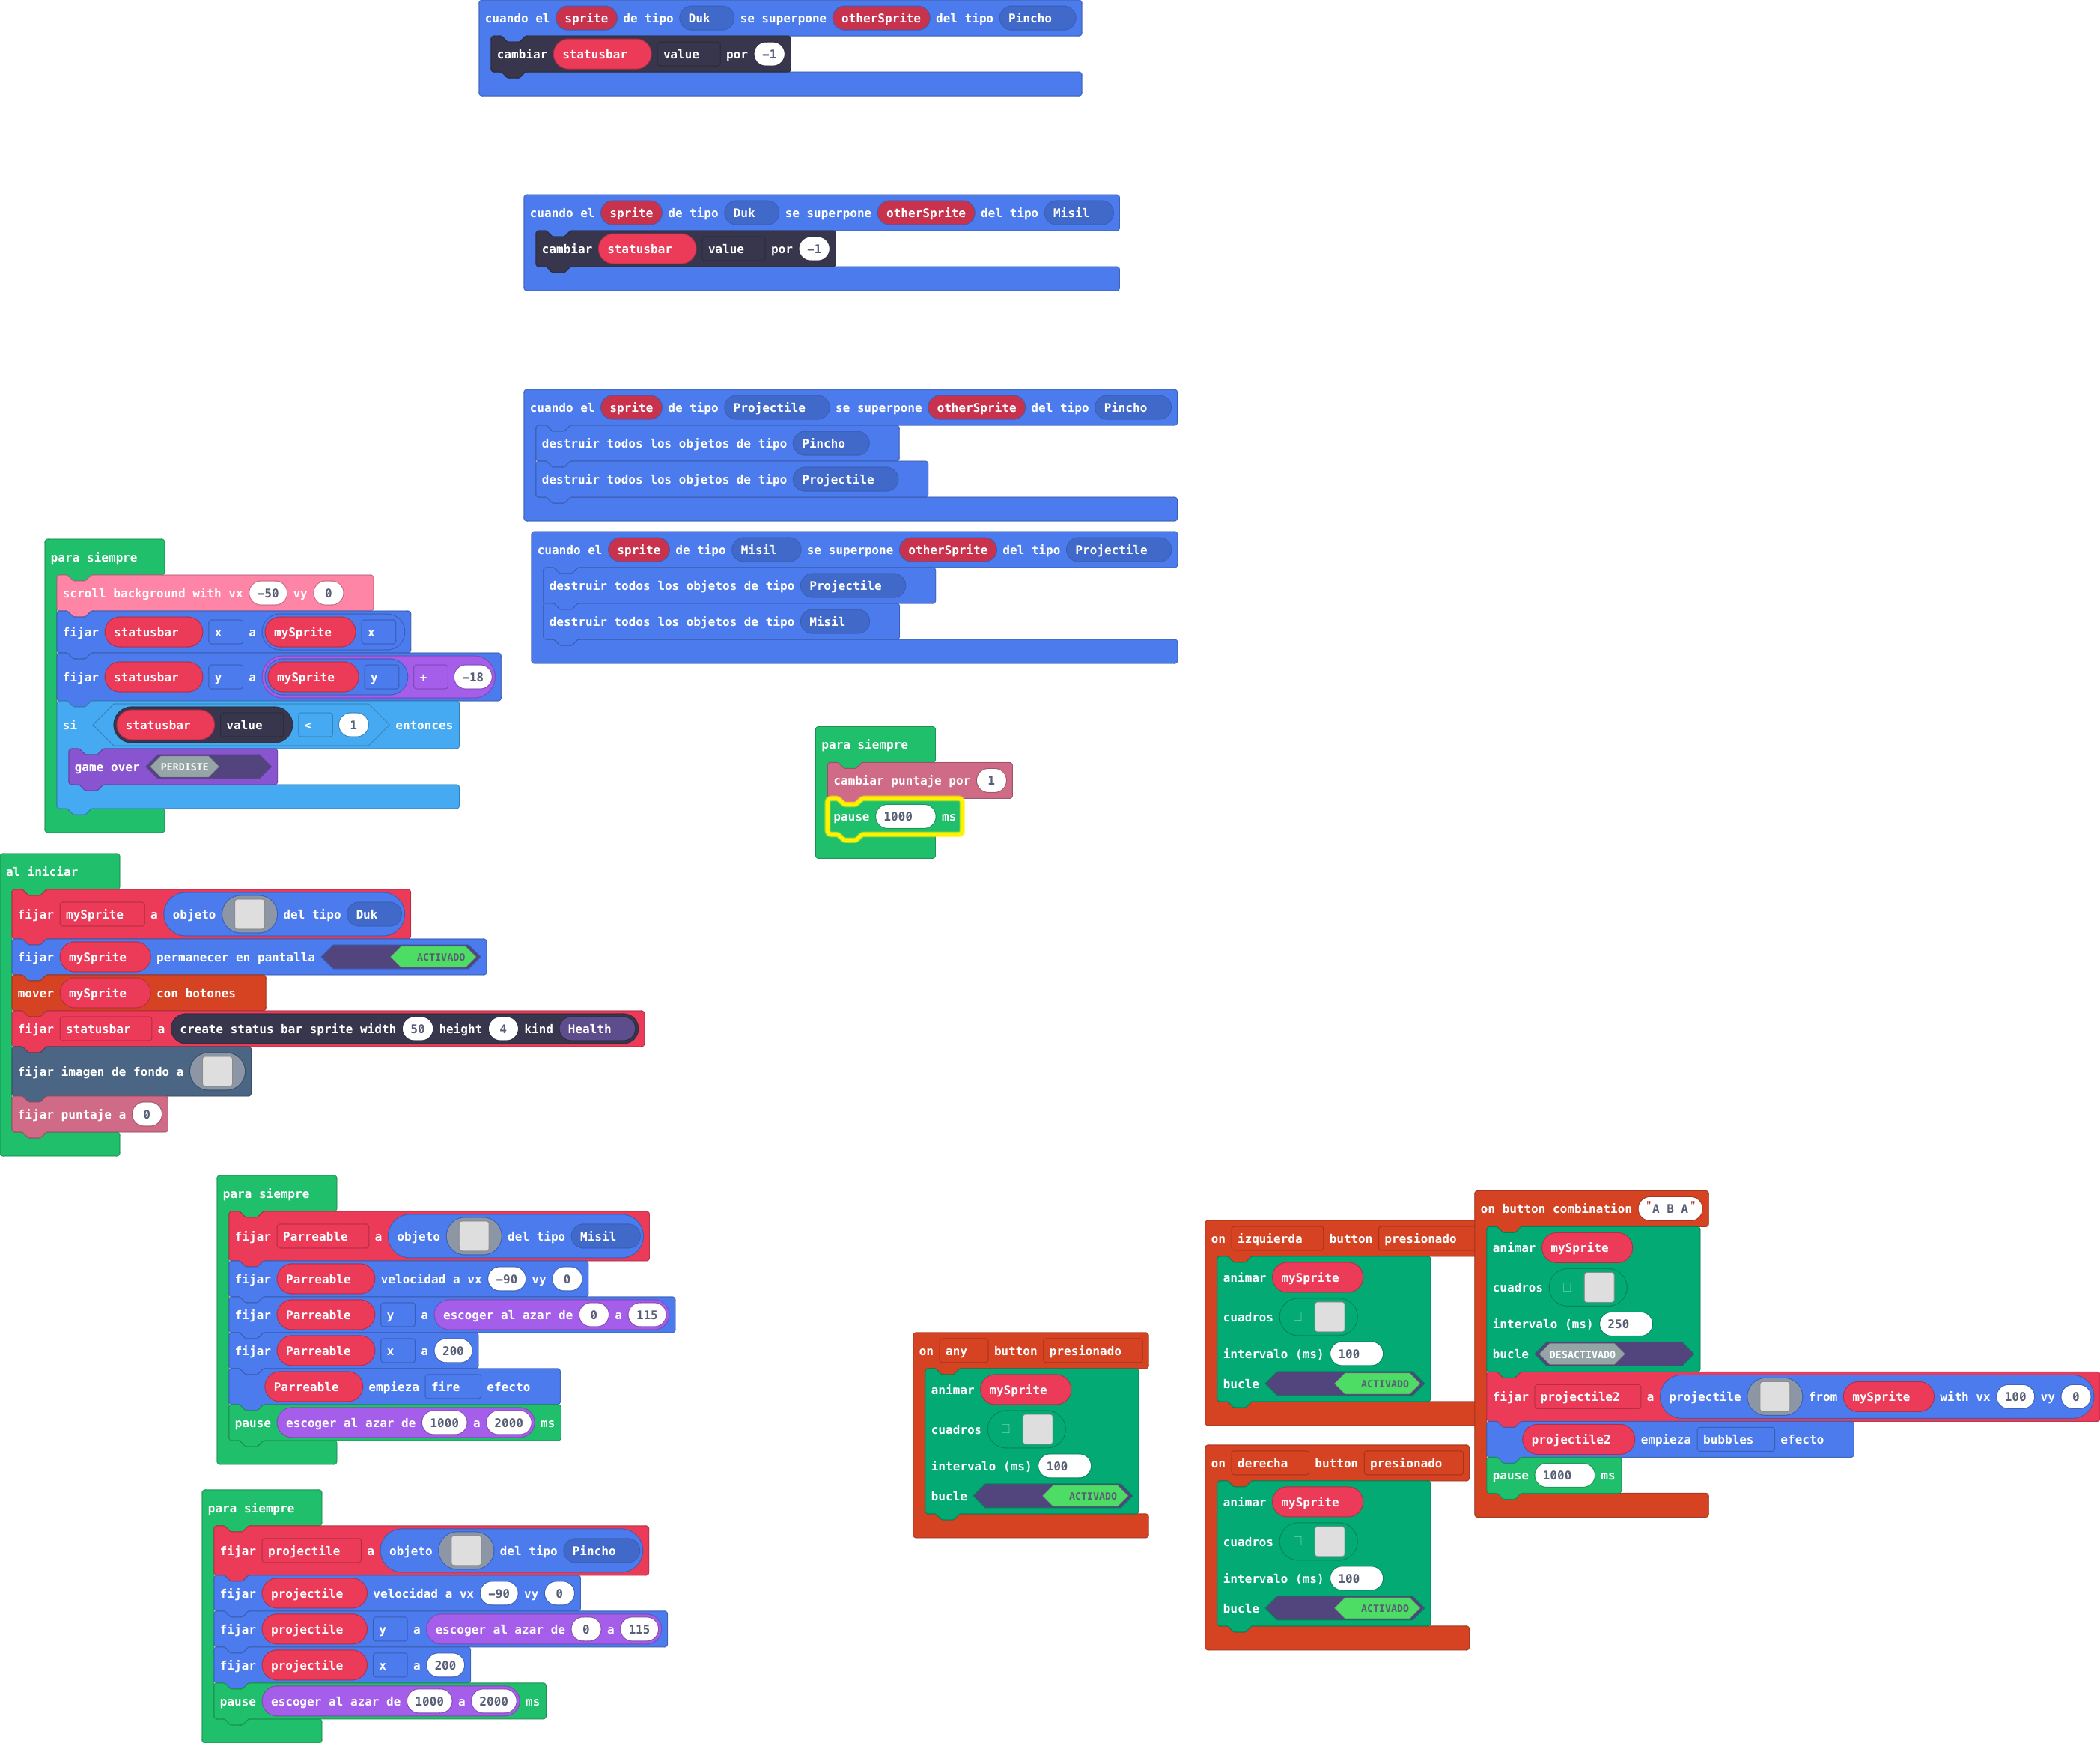 cuando el sprite de tipo Duk se superpone otherSprite del tipo Pincho
cambiar statusbar value por -1
cuando el sprite de tipo Duk se superpone otherSprite del tipo Misil
cambiar statusbar value por -1
cuando el sprite de tipo Projectile se superpone otherSprite del tipo Pincho
destruir todos los objetos de tipo Pincho
destruir todos los objetos de tipo Projectile
cuando el sprite de tipo Misil se superpone otherSprite del tipo Projectile
destruir todos los objetos de tipo Projectile
destruir todos los objetos de tipo Misil
para siempre
scroll background with vx -50 vy 0
fijar statusbar x a mySprite x
fijar statusbar y a mySprite y + -18
si statusbar value < 1 entonces
game over PERDISTE
para siempre
cambiar puntaje por 1
pause 1000 ms
al iniciar
fijar mySprite a objeto del tipo Duk
fijar mySprite permanecer en pantalla ACTIVADO
mover mySprite con botones
fijar statusbar a create status bar sprite width 50 height 4 kind Health
fijar imagen de fondo a
fijar puntaje a 0
para siempre
fijar Parreable a objeto del tipo Misil
fijar Parreable velocidad a vx -90 vy 0
fijar Parreable y a escoger al azar de 0 a 115
fijar Parreable x a 200
Parreable empieza fire efecto
pause escoger al azar de 1000 a 2000 ms
para siempre
fijar projectile a objeto del tipo Pincho
fijar projectile velocidad a vx -90 vy 0
fijar projectile y a escoger al azar de 0 a 115
fijar projectile x a 200
pause escoger al azar de 1000 a 2000 ms
on any button presionado
animar mySprite
cuadros
intervalo (ms) 100
bucle ACTIVADO
on izquierda button presionado
animar mySprite
cuadros
intervalo (ms) 100
bucle ACTIVADO
on derecha button presionado
animar mySprite
cuadros
intervalo (ms) 100
bucle ACTIVADO
on button combination "A B A"
animar mySprite
cuadros
intervalo (ms) 250
bucle DESACTIVADO
fijar projectile2 a projectile from mySprite with vx 100 vy 0
projectile2 empieza bubbles efecto
pause 1000 ms